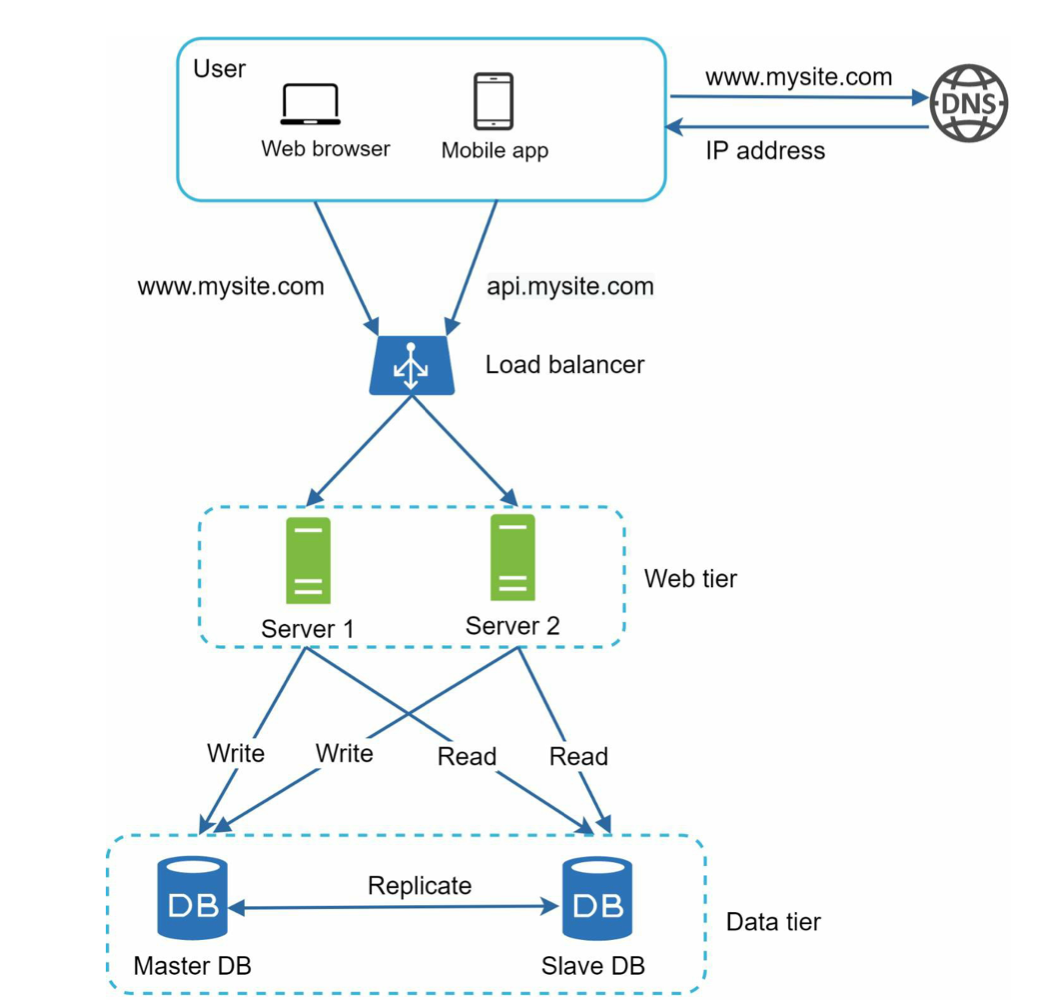 User
www.mysite.com
DNS
Web browser
Mobile app
IP address
www.mysite.com
api.mysite.com
Load balancer
Web tier
Server 1
Server 2
Write
Write
Read
Read
Replicate
DB
DB
Data tier
Master DB
Slave DB